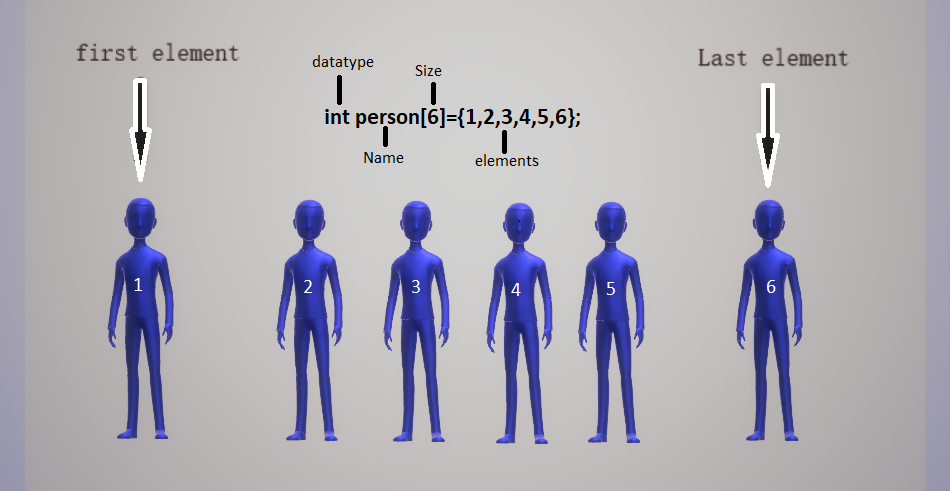 first element
Last element
datatype
Size
int person[6]={1,2,3,4,5,6};
Name
elements
1
2
3
4
5
6